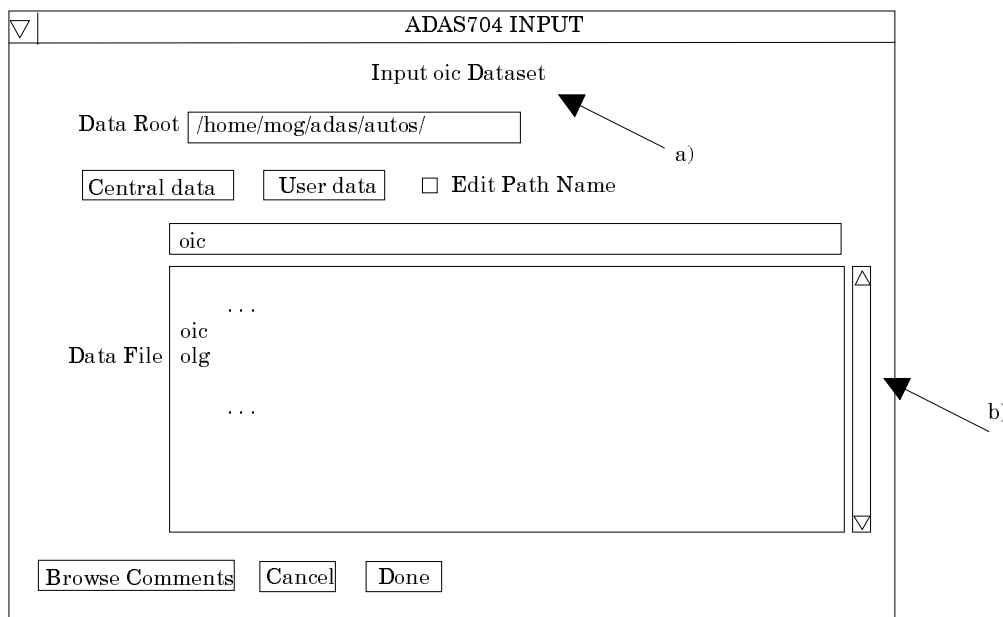 ADAS704 INPUT
Input oic Dataset
Data Root /home/mog/adas/autos/
a)
Central data User data Edit Path Name
oic
. . .
oic
Data File olg
. . .
b)
Browse Comments Cancel Done